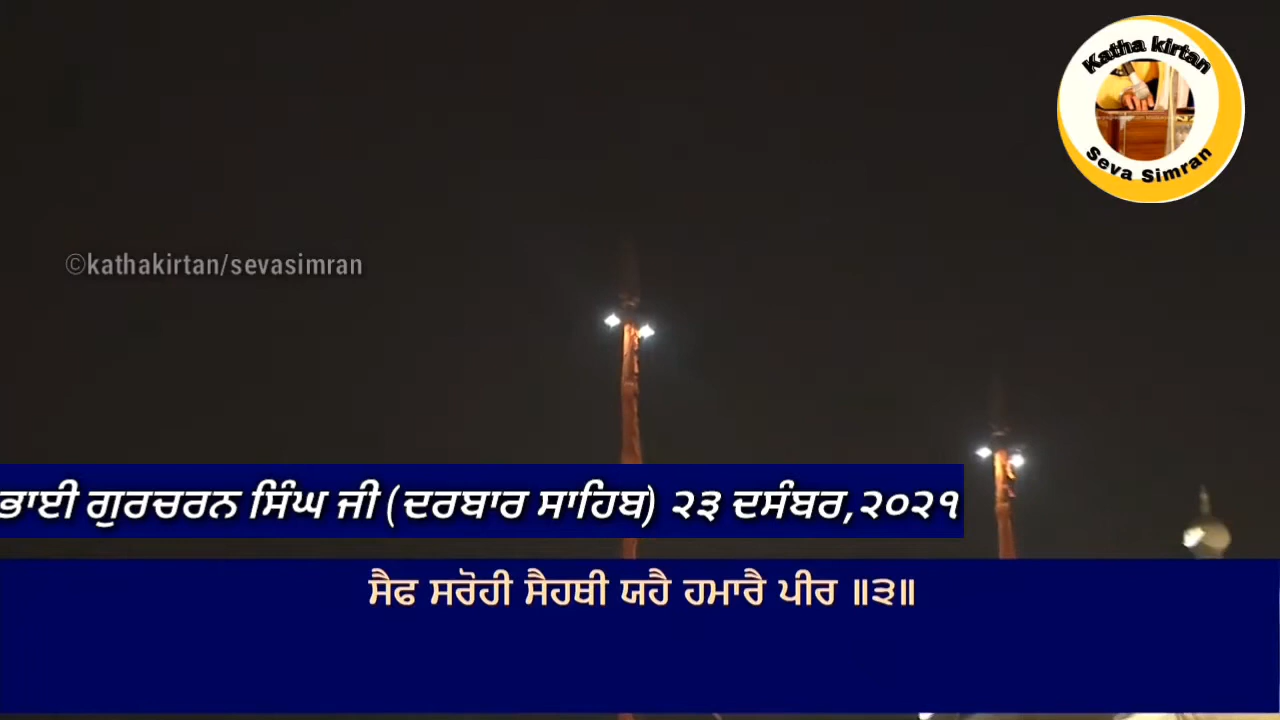 Katha kirtan
Seva Simran
©kathakirtan/sevasimran
ਭਾਈ ਗੁਰਚਰਨ ਸਿੰਘ ਜੀ (ਦਰਬਾਰ ਸਾਹਿਬ) ੨੩ ਦਸੰਬਰ,੨੦੨੧
ਸੈਫ ਸਰੋਹੀ ਸੈਹਥੀ ਯਹੈ ਹਮਾਰੈ ਪੀਰ ॥੩॥